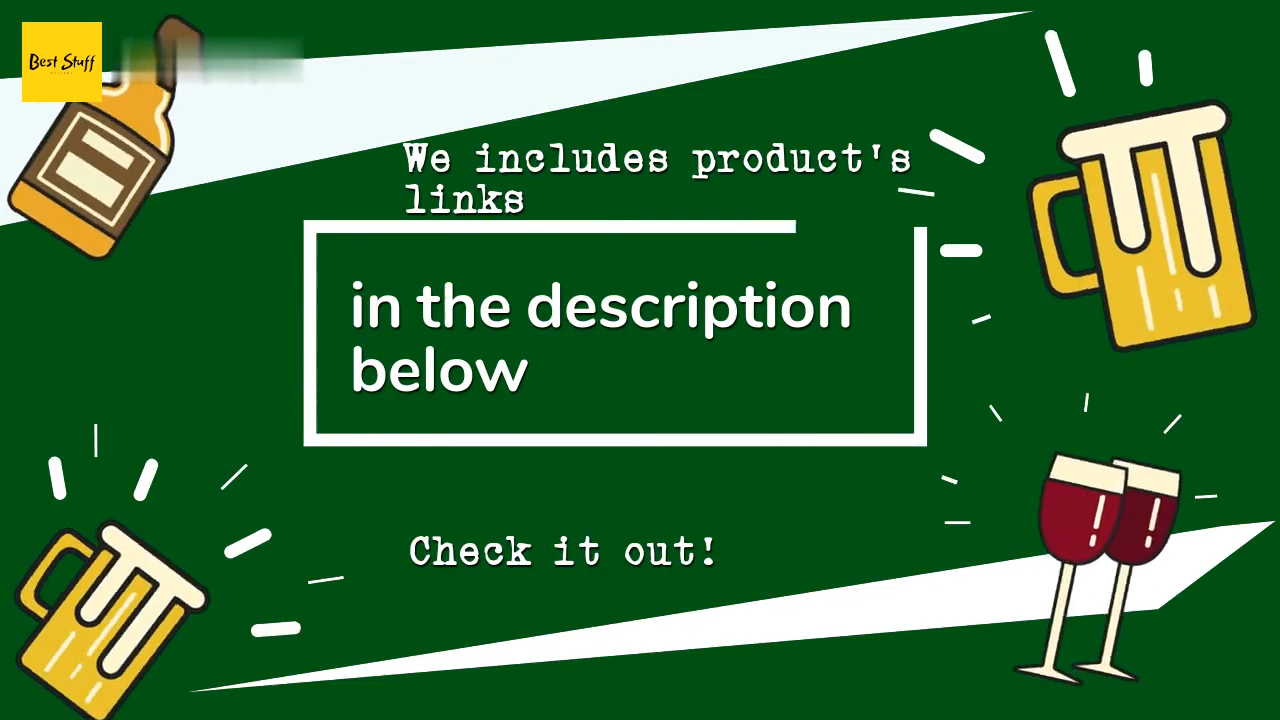 Best Stuff
We includes product's
links
in the description
below
Check it out!